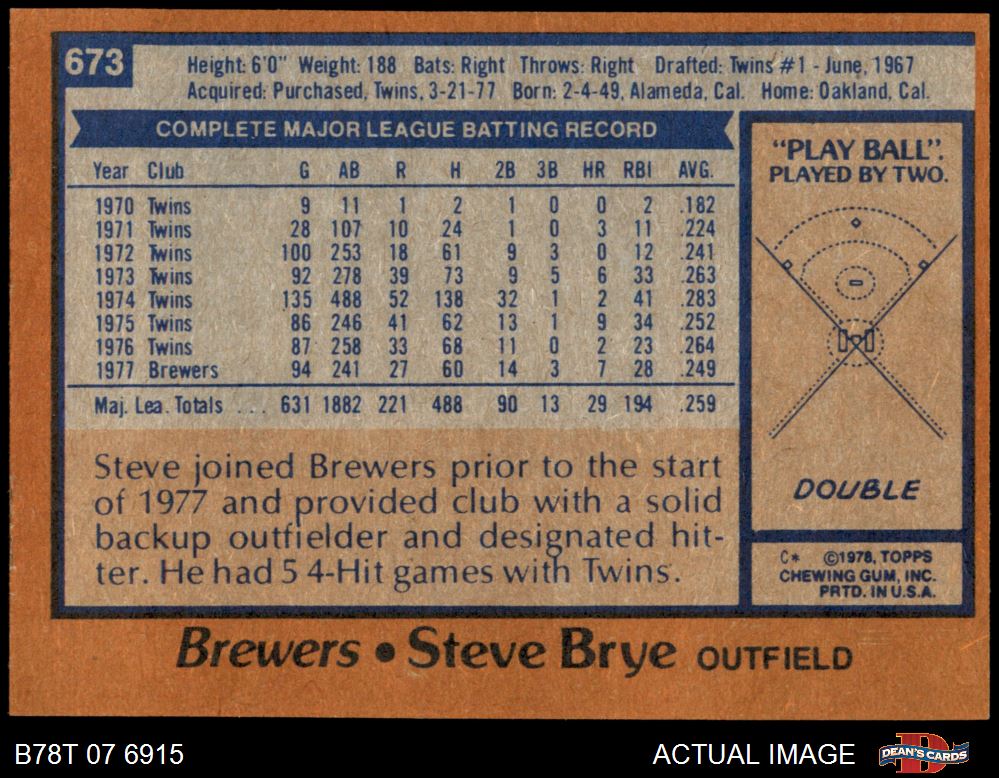 673
Height: 6'0" Weight: 188 Bats: Right Throws: Right Drafted: Twins #1 - June, 1967
Acquired: Purchased, Twins, 3-21-77 Born: 2-4-49, Alameda, Cal. Home: Oakland, Cal.
COMPLETE MAJOR LEAGUE BATTING RECORD
Year Club G AB R H 2B 3B HR RBI AVG.
1970 Twins 9 11 1 2 1 0 0 2 .182
1971 Twins 28 107 10 24 1 0 3 11 .224
1972 Twins 100 253 18 61 9 3 0 12 .241
1973 Twins 92 278 39 73 9 5 6 33 .263
1974 Twins 135 488 52 138 32 1 2 41 .283
1975 Twins 86 246 41 62 13 1 9 34 .252
1976 Twins 87 258 33 68 11 0 2 23 .264
1977 Brewers 94 241 27 60 14 3 7 28 .249
Maj. Lea. Totals . . . 631 1882 221 488 90 13 29 194 .259
Steve joined Brewers prior to the start
of 1977 and provided club with a solid
backup outfielder and designated hit-
ter. He had 5 4-Hit games with Twins.
"PLAY BALL".
PLAYED BY TWO.
DOUBLE
C* ©1978, TOPPS
CHEWING GUM, INC.
PRTD. IN U.S.A.
Brewers • Steve Brye OUTFIELD
B78T 07 6915
ACTUAL IMAGE
D
DEAN'S CARDS